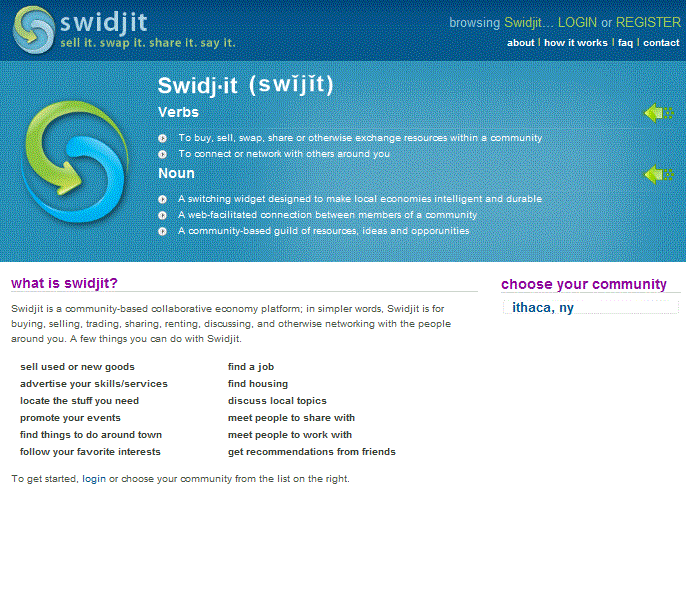 swidjit
sell it. swap it. share it. say it.
browsing Swidjit... LOGIN or REGISTER
about | how it works | faq | contact
Swidj·it (swĭjĭt)
Verbs
To buy, sell, swap, share or otherwise exchange resources within a community
To connect or network with others around you
Noun
A switching widget designed to make local economies intelligent and durable
A web-facilitated connection between members of a community
A community-based guild of resources, ideas and opporunities
what is swidjit?
Swidjit is a community-based collaborative economy platform; in simpler words, Swidjit is for
buying, selling, trading, sharing, renting, discussing, and otherwise networking with the people
around you. A few things you can do with Swidjit.
sell used or new goods
advertise your skills/services
locate the stuff you need
promote your events
find things to do around town
follow your favorite interests
find a job
find housing
discuss local topics
meet people to share with
meet people to work with
get recommendations from friends
To get started, login or choose your community from the list on the right.
choose your community
ithaca, ny